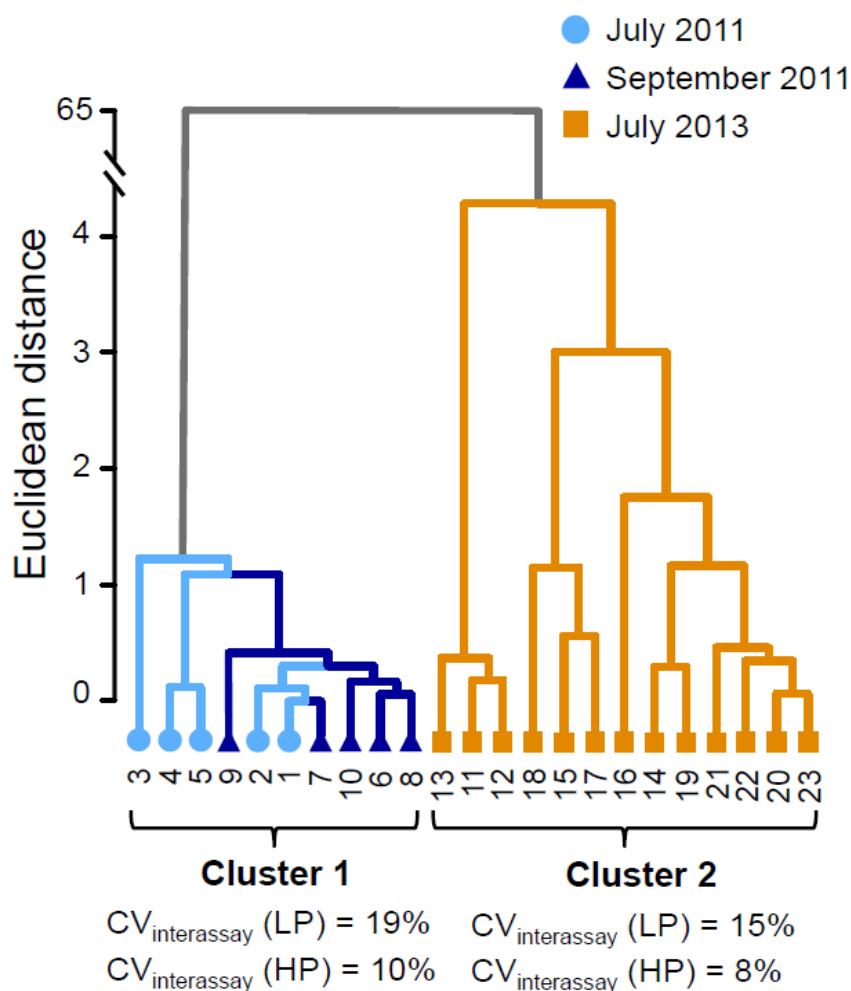 July 2011
September 2011
July 2013
65
4
3
2
1
0
Euclidean distance
3 4 5 9 2 1 7 10 6 8 13 11 12 18 15 17 16 14 19 21 22 20 23
Cluster 1 Cluster 2
CVinterassay (LP) = 19% CVinterassay (LP) = 15%
CVinterassay (HP) = 10% CVinterassay (HP) = 8%